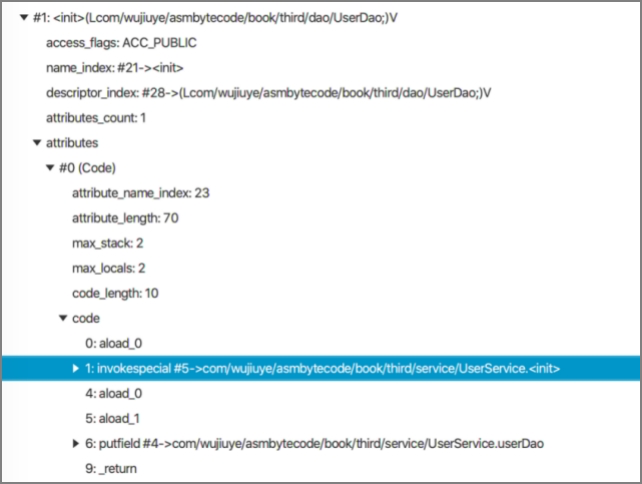 #1: <init>(Lcom/wujiuye/asmbytecode/book/third/dao/UserDao;)V
access_flags: ACC_PUBLIC
name_index: #21-><init>
descriptor_index: #28->(Lcom/wujiuye/asmbytecode/book/third/dao/UserDao;)V
attributes_count: 1
attributes
#0 (Code)
attribute_name_index: 23
attribute_length: 70
max_stack: 2
max_locals: 2
code_length: 10
code
0: aload_0
1: invokespecial #5->com/wujiuye/asmbytecode/book/third/service/UserService.<init>
4: aload_0
5: aload_1
6: putfield #4->com/wujiuye/asmbytecode/book/third/service/UserService.userDao
9: _return